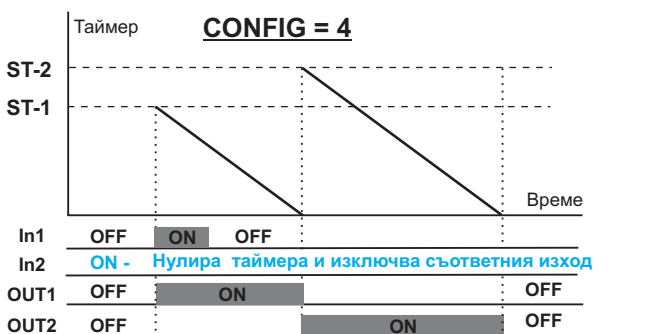 Таймер CONFIG = 4
ST-2
ST-1
Време
In1 OFF ON OFF
In2 ON - Нулира таймера и изключва съответния изход
OUT1 OFF ON OFF
OUT2 OFF ON OFF